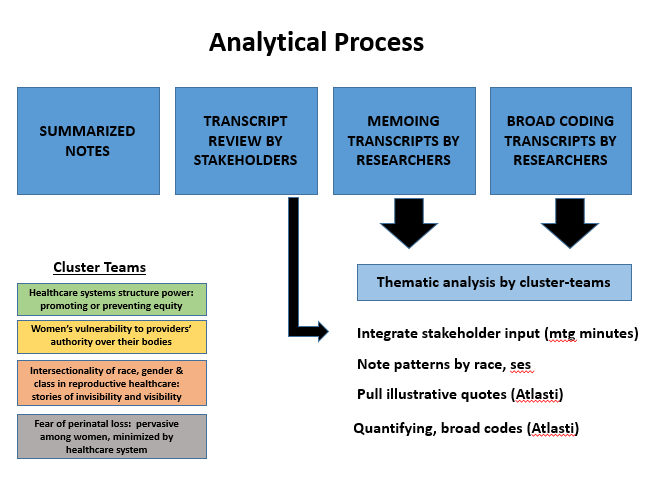 Analytical Process
SUMMARIZED
NOTES
TRANSCRIPT
REVIEW BY
STAKEHOLDERS
MEMOING
TRANSCRIPTS BY
RESEARCHERS
BROAD CODING
TRANSCRIPTS BY
RESEARCHERS
Cluster Teams
Healthcare systems structure power:
promoting or preventing equity
Women's vulnerability to providers'
authority over their bodies
Intersectionality of race, gender &
class in reproductive healthcare:
stories of invisibility and visibility
Fear of perinatal loss: pervasive
among women, minimized by
healthcare system
Thematic analysis by cluster-teams
Integrate stakeholder input (mtg minutes)
Note patterns by race, ses
Pull illustrative quotes (Atlasti)
Quantifying, broad codes (Atlasti)